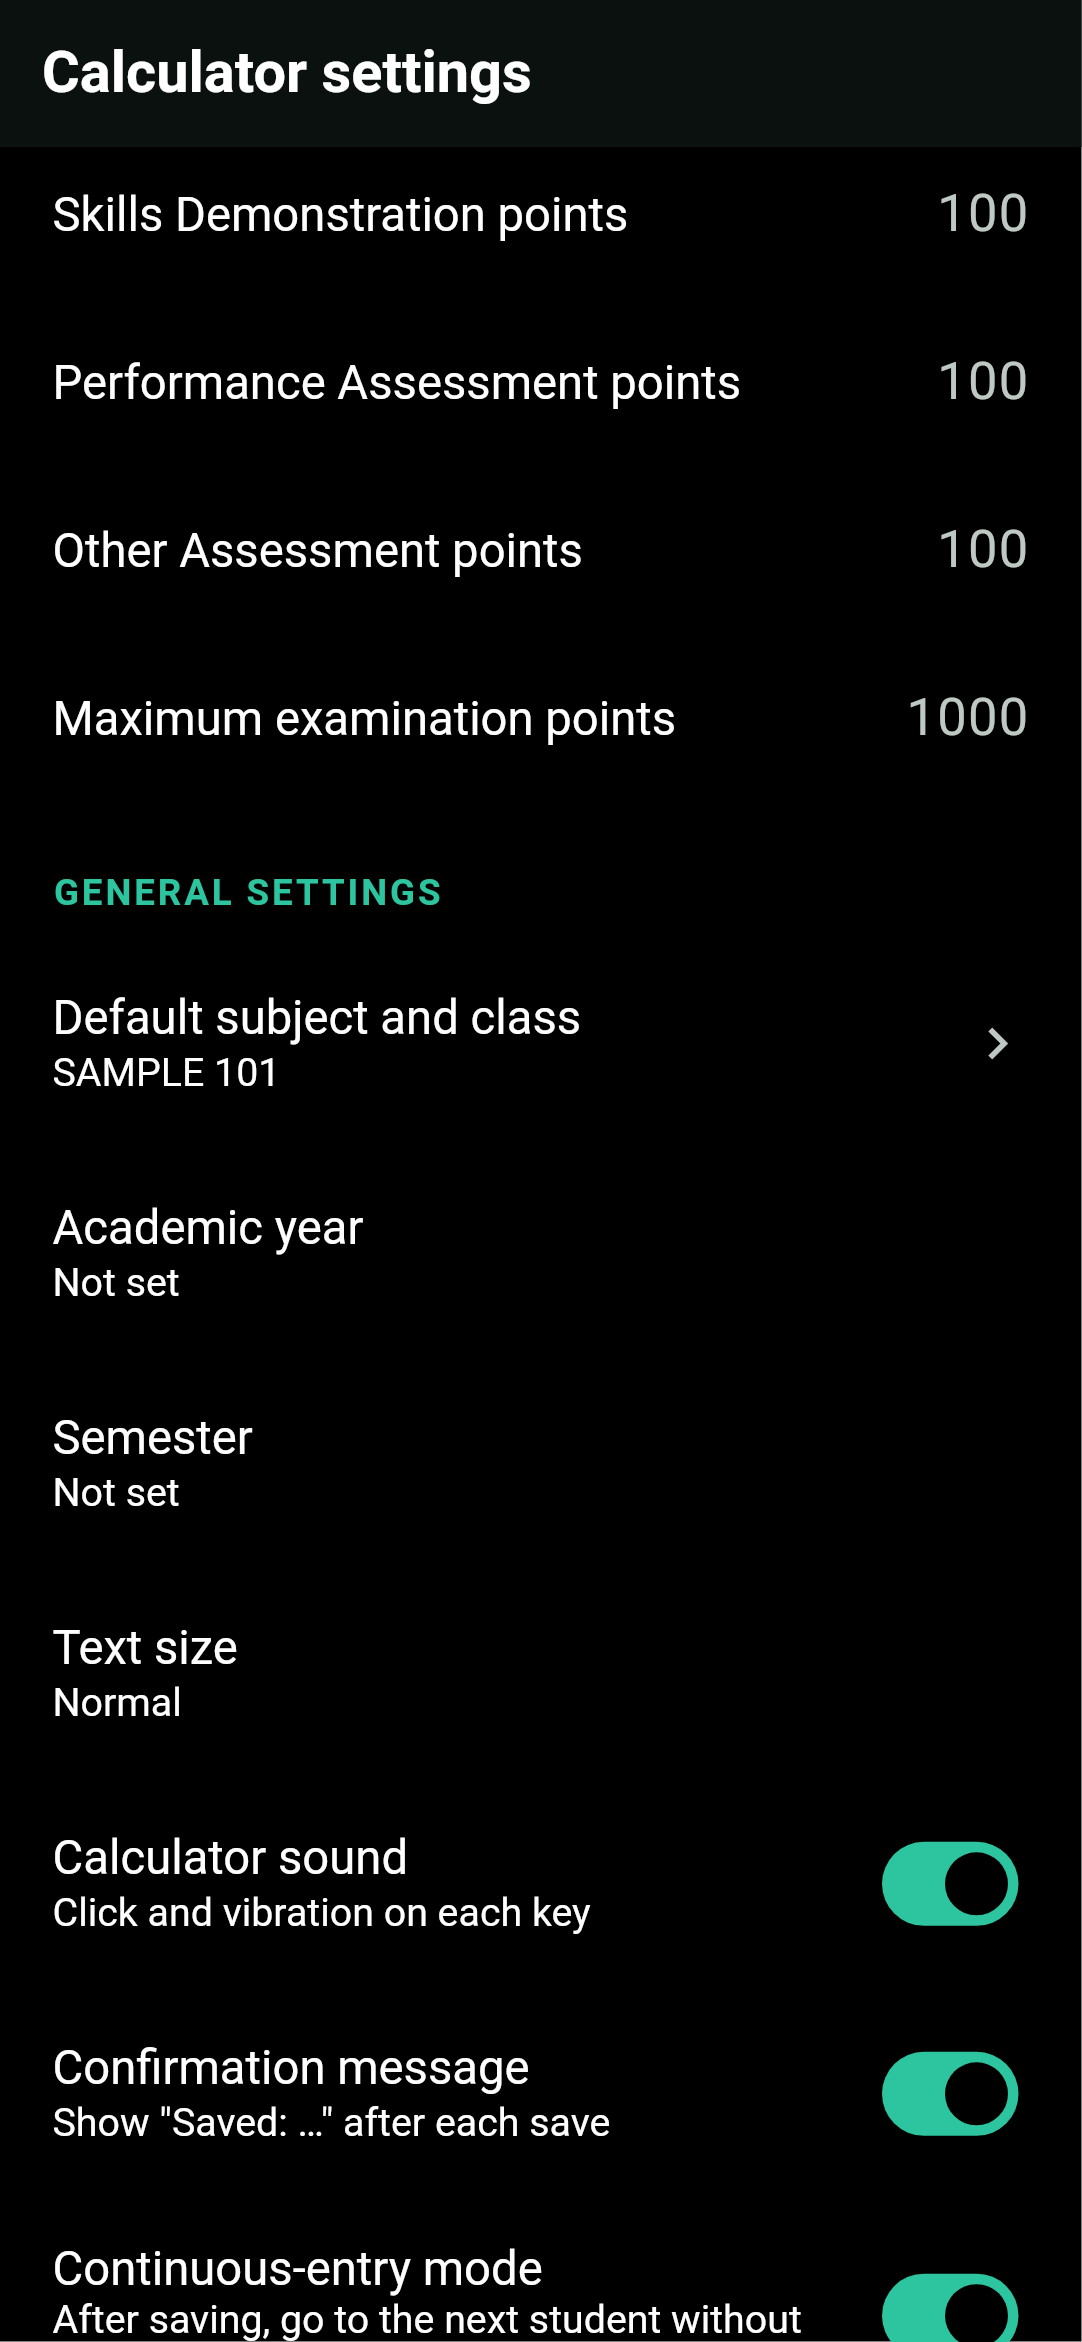 Calculator settings
Skills Demonstration points 100
Performance Assessment points 100
Other Assessment points 100
Maximum examination points 1000
GENERAL SETTINGS
Default subject and class
SAMPLE 101
Academic year
Not set
Semester
Not set
Text size
Normal
Calculator sound
Click and vibration on each key
Confirmation message
Show "Saved: …" after each save
Continuous-entry mode
After saving, go to the next student without